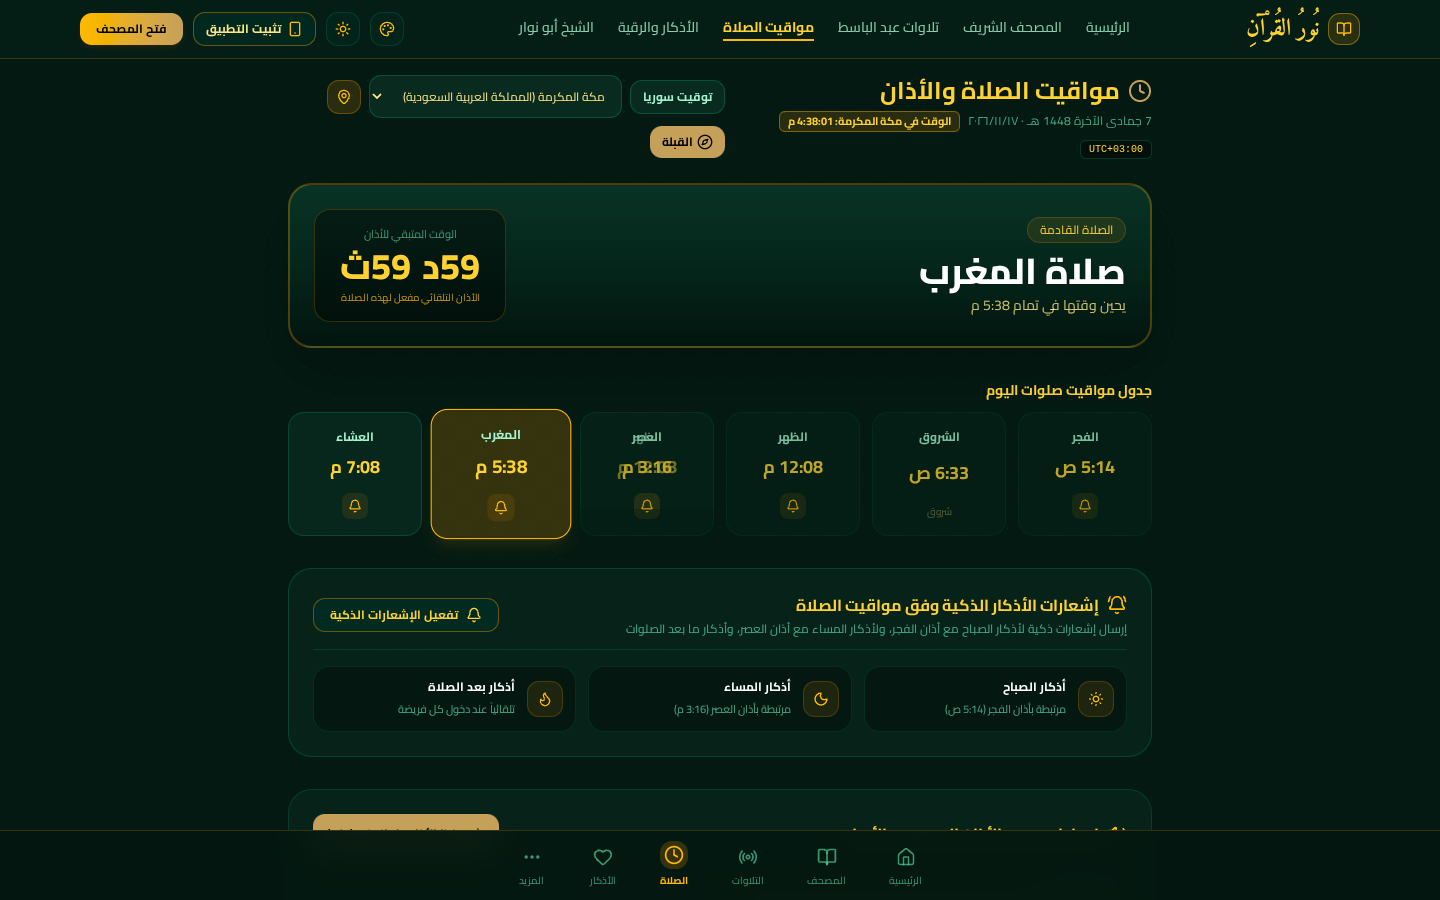 نُورُ القُرْآنِ
الرئيسية
المصحف الشريف
تلاوات عبد الباسط
مواقيت الصلاة
الأذكار والرقية
الشيخ أبو نوار
تثبيت التطبيق
فتح المصحف
مواقيت الصلاة والأذان
7 جمادى الآخرة 1448 هـ · ٢٠٢٦/١١/١٧
الوقت في مكة المكرمة: 4:38:01 م
UTC+03:00
توقيت سوريا
مكة المكرمة (المملكة العربية السعودية)
القبلة
الصلاة القادمة
صلاة المغرب
يحين وقتها في تمام 5:38 م
الوقت المتبقي للأذان
59د 59ث
الأذان التلقائي مفعل لهذه الصلاة
جدول مواقيت صلوات اليوم
الفجر
5:14 ص
الشروق
6:33 ص
شروق
الظهر
12:08 م
العصر
3:16 م
المغرب
5:38 م
العشاء
7:08 م
إشعارات الأذكار الذكية وفق مواقيت الصلاة
إرسال إشعارات ذكية لأذكار الصباح مع أذان الفجر، ولأذكار المساء مع أذان العصر، وأذكار ما بعد الصلوات
تفعيل الإشعارات الذكية
أذكار الصباح
مرتبطة بأذان الفجر (5:14 ص)
أذكار المساء
مرتبطة بأذان العصر (3:16 م)
أذكار بعد الصلاة
تلقائياً عند دخول كل فريضة
الرئيسية
المصحف
التلاوات
الصلاة
الأذكار
المزيد